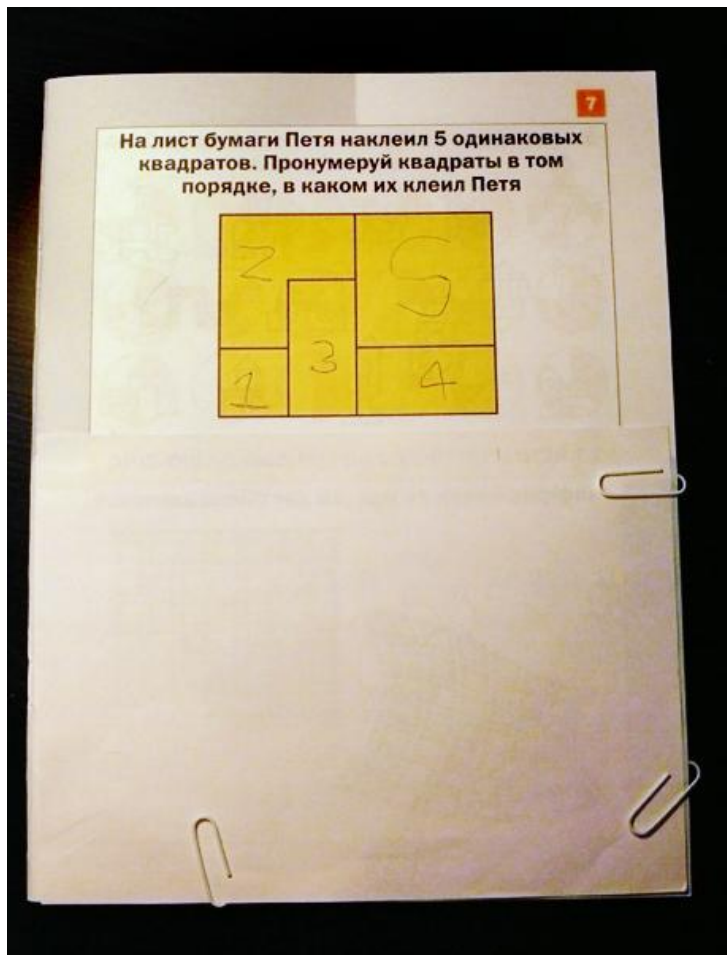 7
На лист бумаги Петя наклеил 5 одинаковых
квадратов. Пронумеруй квадраты в том
порядке, в каком их клеил Петя
2 5
3
1 4